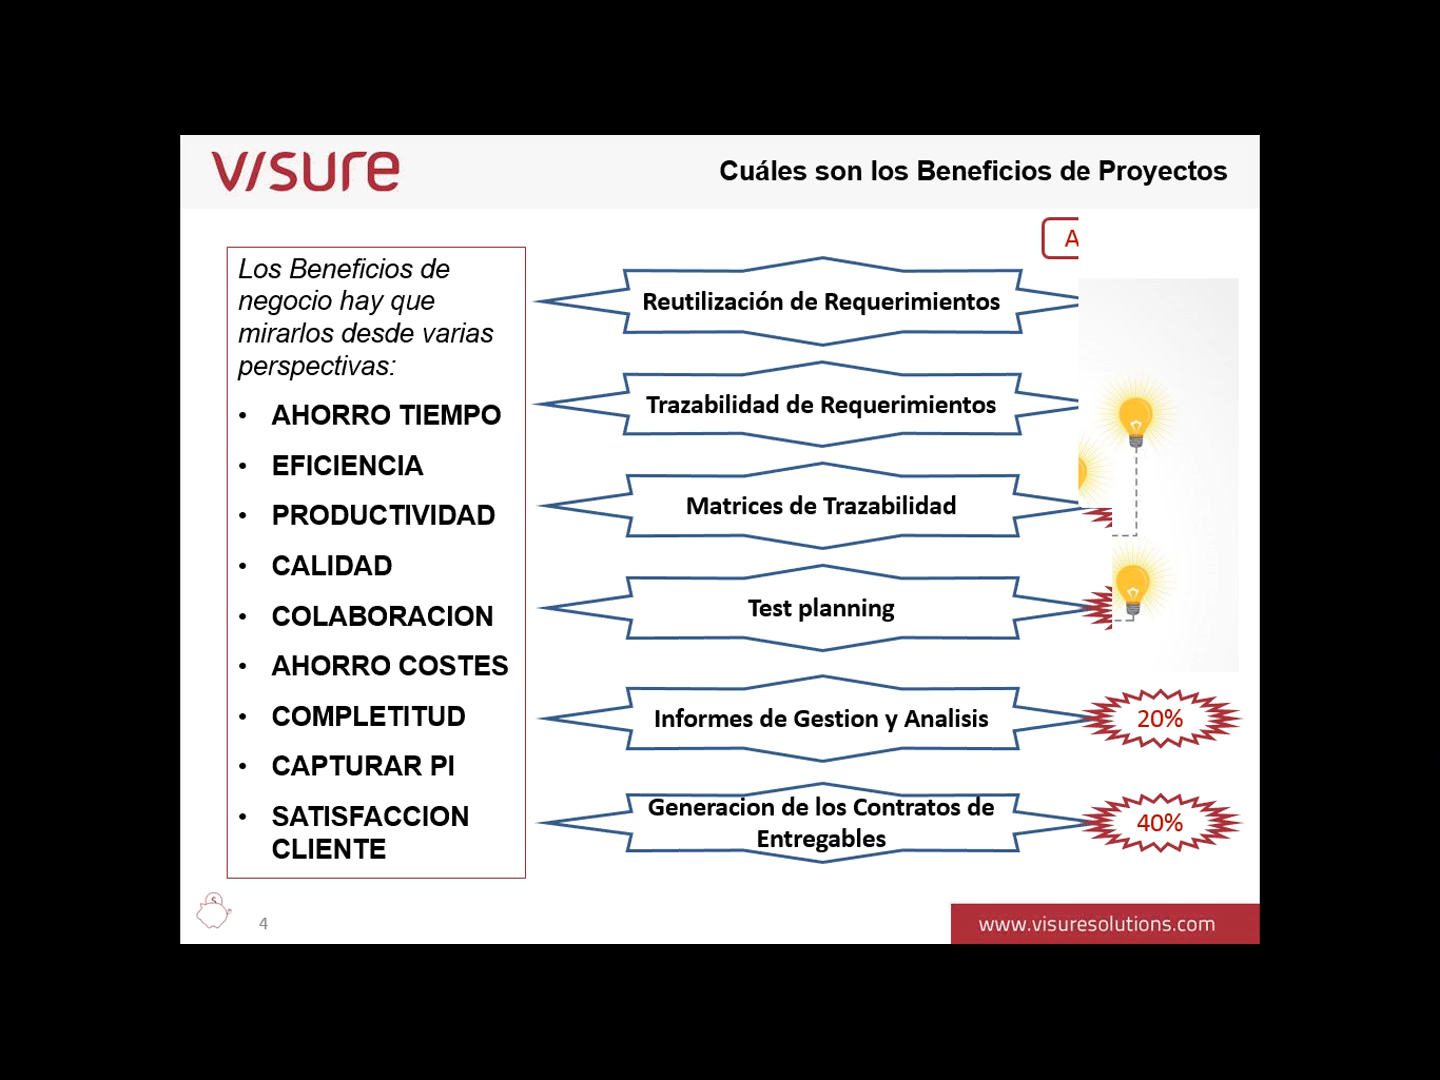 visure
Cuáles son los Beneficios de Proyectos
A
Los Beneficios de
negocio hay que
mirarlos desde varias
perspectivas:
• AHORRO TIEMPO
• EFICIENCIA
• PRODUCTIVIDAD
• CALIDAD
• COLABORACION
• AHORRO COSTES
• COMPLETITUD
• CAPTURAR PI
• SATISFACCION
CLIENTE
Reutilización de Requerimientos
Trazabilidad de Requerimientos
Matrices de Trazabilidad
Test planning
Informes de Gestion y Analisis
20%
Generacion de los Contratos de
Entregables
40%
4
www.visuresolutions.com